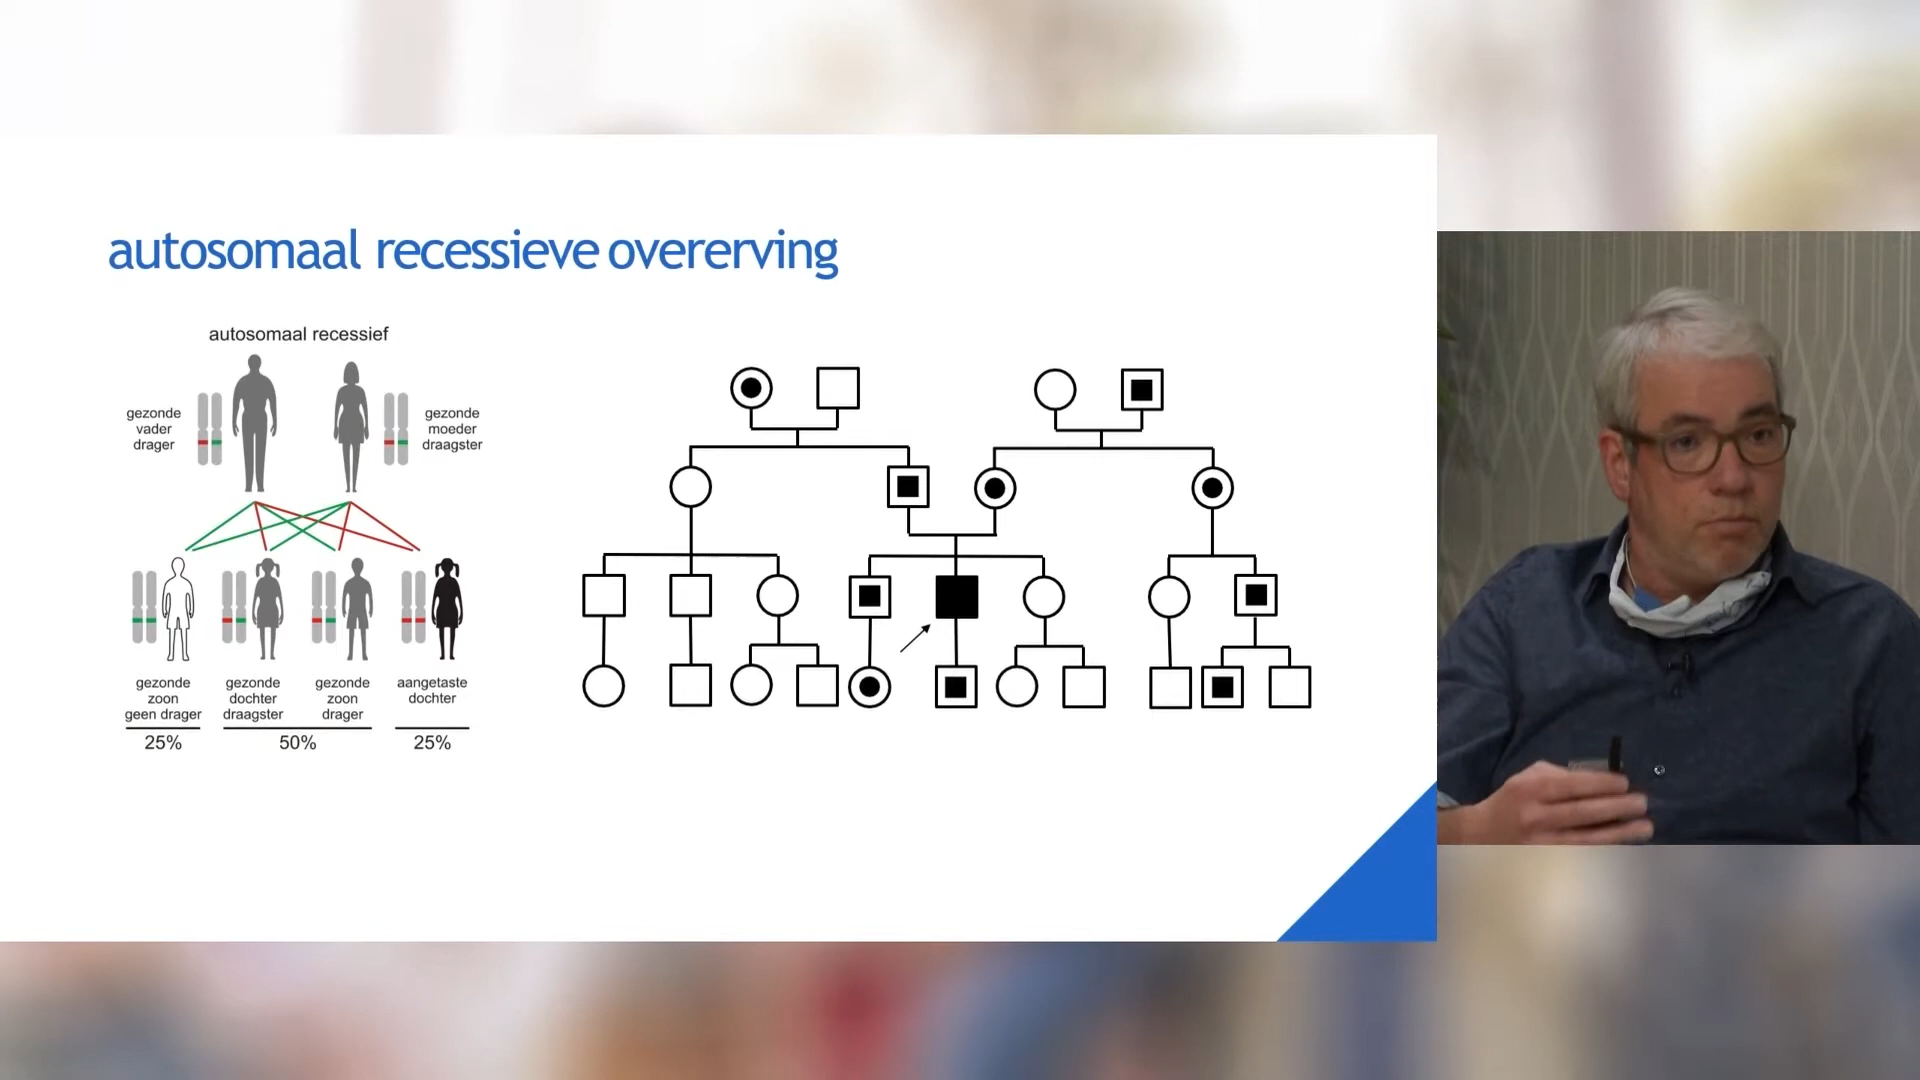 autosomaal recessieve overerving
autosomaal recessief
gezonde
vader
drager
gezonde
moeder
draagster
gezonde
zoon
geen drager
gezonde
dochter
draagster
gezonde
zoon
drager
aangetaste
dochter
25%
50%
25%